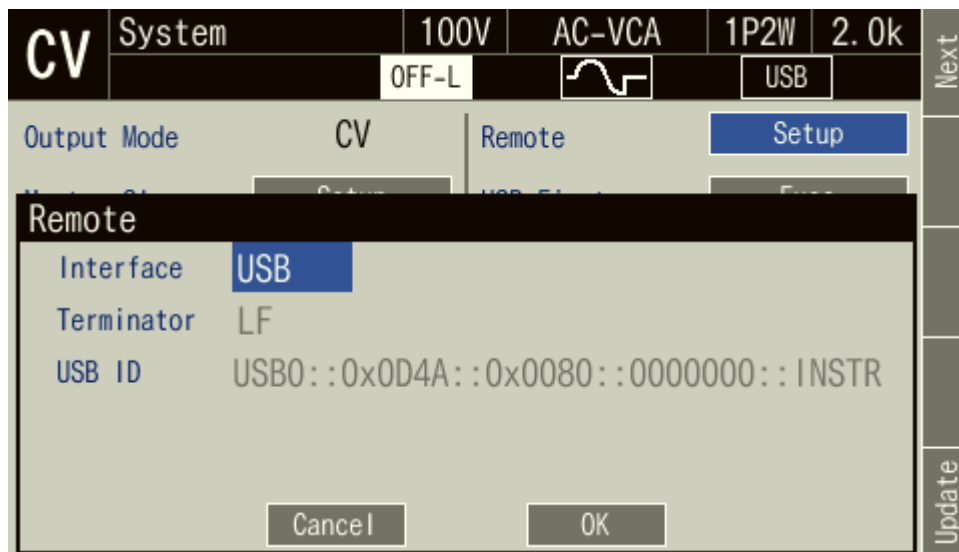 CV System 100V AC-VCA 1P2W 2.0k
OFF-L USB
Output Mode CV Remote Setup
Remote
Interface USB
Terminator LF
USB ID USB0::0x0D4A::0x0080::0000000::INSTR
Cancel OK
Next
Update